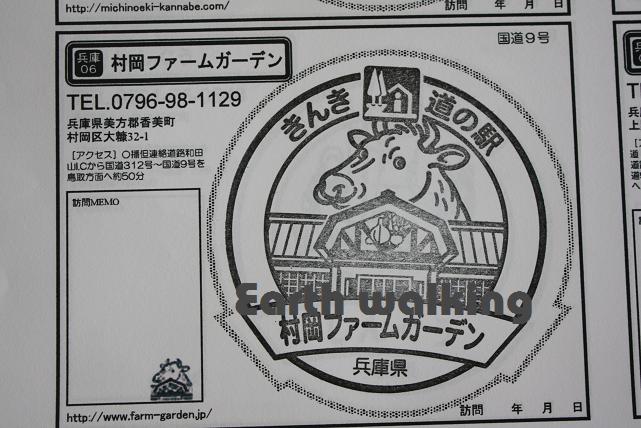 http://michinoeki-kannabe.com/
訪問 年 月 日
兵庫
06
村岡ファームガーデン
国道9号
TEL.0796-98-1129
兵庫県美方郡香美町
村岡区大糠32-1
[アクセス] ○播但連絡道路和田
山I.Cから国道312号〜国道9号を
鳥取方面へ約50分
訪問MEMO
きんき 道の駅
Earth walking
村岡ファームガーデン
兵庫県
http://www.farm-garden.jp/
訪問 年 月 日